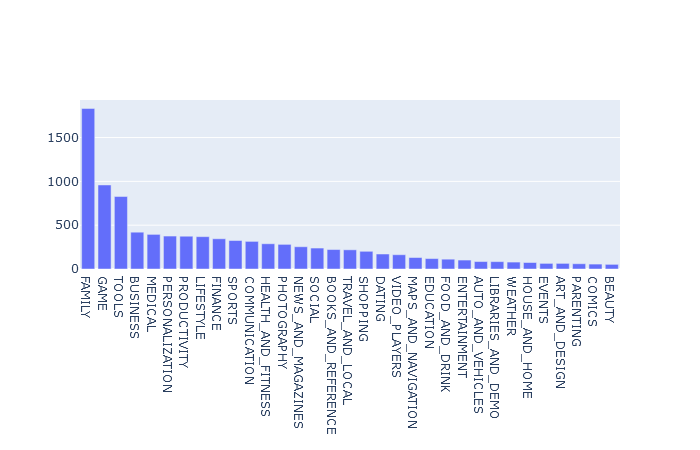 1500
1000
500
0
FAMILY
GAME
TOOLS
BUSINESS
MEDICAL
PERSONALIZATION
PRODUCTIVITY
LIFESTYLE
FINANCE
SPORTS
COMMUNICATION
HEALTH_AND_FITNESS
PHOTOGRAPHY
NEWS_AND_MAGAZINES
SOCIAL
BOOKS_AND_REFERENCE
TRAVEL_AND_LOCAL
SHOPPING
DATING
VIDEO_PLAYERS
MAPS_AND_NAVIGATION
EDUCATION
FOOD_AND_DRINK
ENTERTAINMENT
AUTO_AND_VEHICLES
LIBRARIES_AND_DEMO
WEATHER
HOUSE_AND_HOME
EVENTS
ART_AND_DESIGN
PARENTING
COMICS
BEAUTY